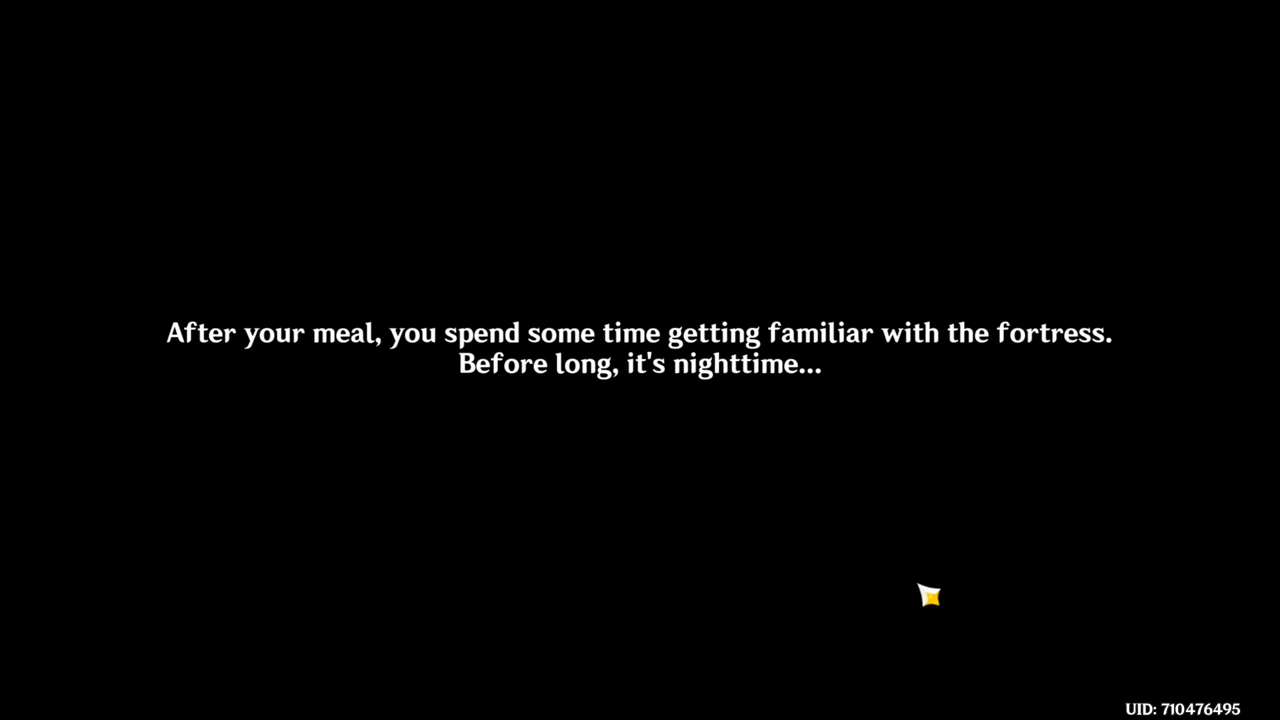 After your meal, you spend some time getting familiar with the fortress.
Before long, it's nighttime...
UID: 710476495